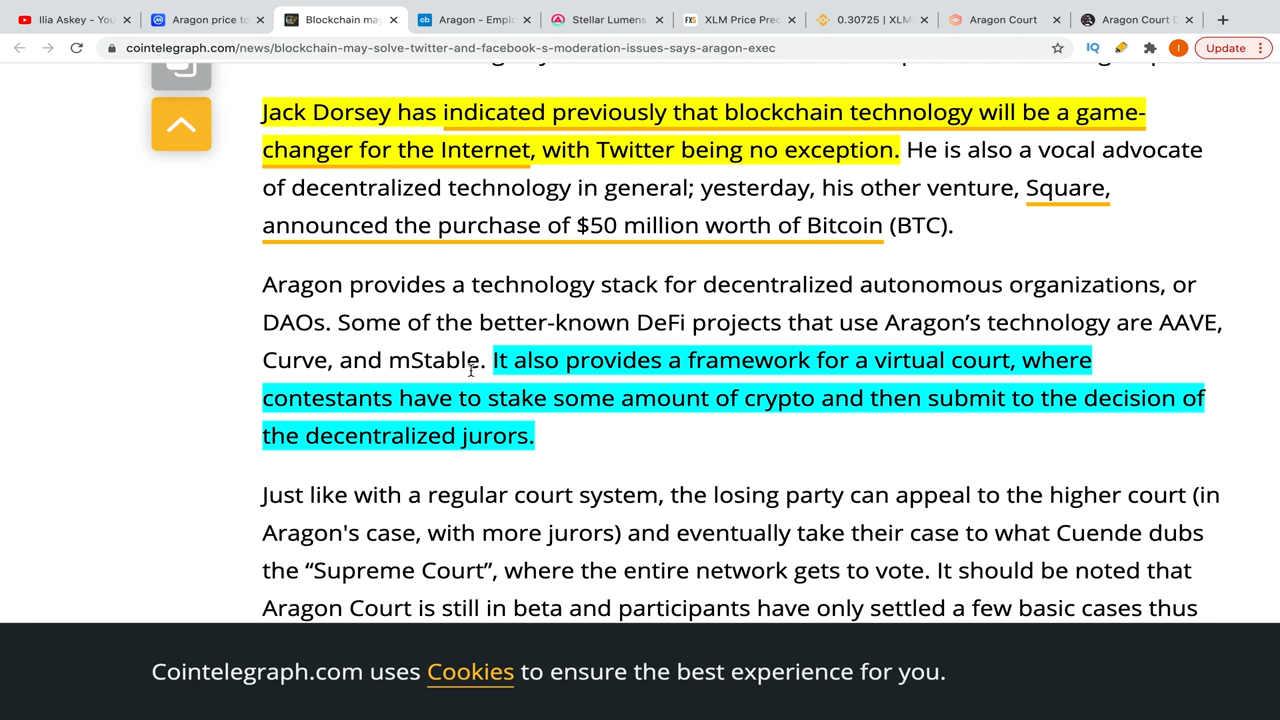 Ilia Askey - You
Aragon price to
Blockchain may
Aragon - Empl
Stellar Lumens
XLM Price Pred
0.30725 | XLM
Aragon Court
Aragon Court D
cointelegraph.com/news/blockchain-may-solve-twitter-and-facebook-s-moderation-issues-says-aragon-exec
IQ
I
Update
Jack Dorsey has indicated previously that blockchain technology will be a game-
changer for the Internet, with Twitter being no exception. He is also a vocal advocate
of decentralized technology in general; yesterday, his other venture, Square,
announced the purchase of $50 million worth of Bitcoin (BTC).
Aragon provides a technology stack for decentralized autonomous organizations, or
DAOs. Some of the better-known DeFi projects that use Aragon’s technology are AAVE,
Curve, and mStable. It also provides a framework for a virtual court, where
contestants have to stake some amount of crypto and then submit to the decision of
the decentralized jurors.
Just like with a regular court system, the losing party can appeal to the higher court (in
Aragon's case, with more jurors) and eventually take their case to what Cuende dubs
the “Supreme Court”, where the entire network gets to vote. It should be noted that
Aragon Court is still in beta and participants have only settled a few basic cases thus
Cointelegraph.com uses Cookies to ensure the best experience for you.